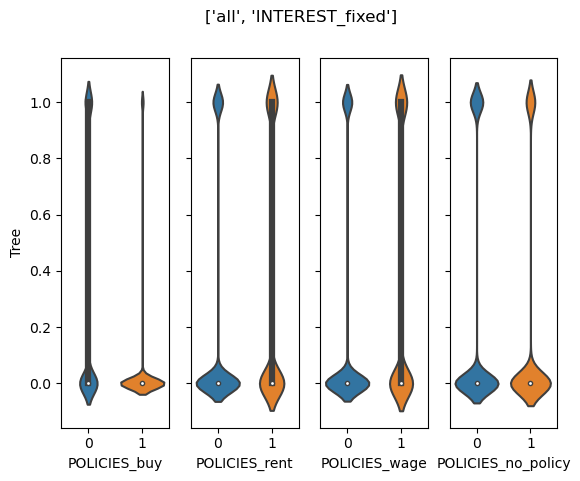 ['all', 'INTEREST_fixed']
Tree
1.0
0.8
0.6
0.4
0.2
0.0
0 1 0 1 0 1 0 1
POLICIES_buy POLICIES_rent POLICIES_wage POLICIES_no_policy